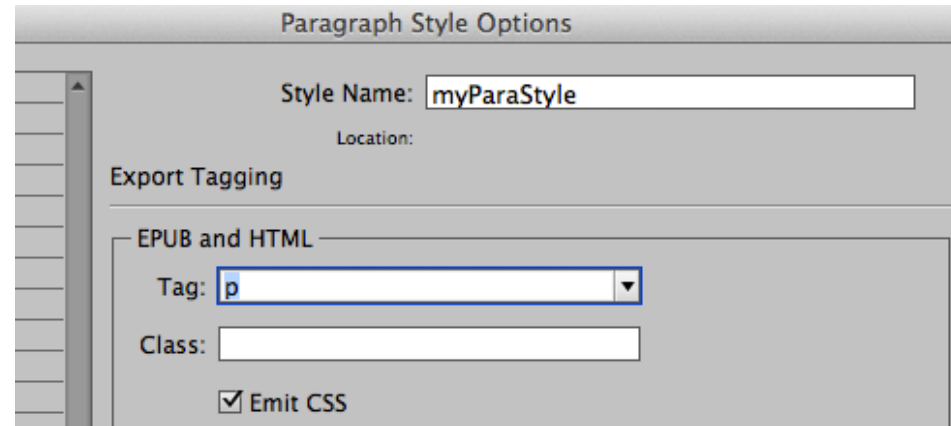 Paragraph Style Options
Style Name: myParaStyle
Location:
Export Tagging
EPUB and HTML
Tag: p
Class:
Emit CSS